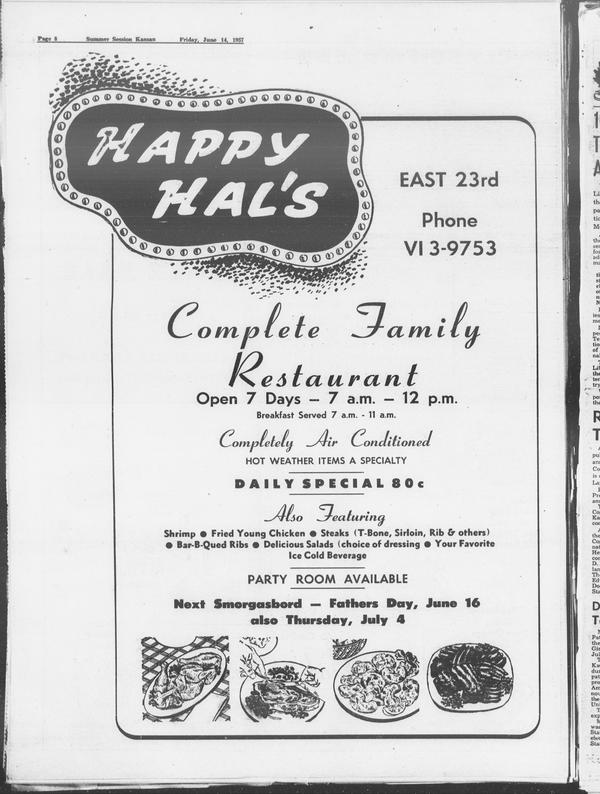 Page 8 Summer Session Kansan Friday, June 14, 1957
HAPPY
HAL'S
EAST 23rd
Phone
VI 3-9753
Complete Family
Restaurant
Open 7 Days — 7 a.m. — 12 p.m.
Breakfast Served 7 a.m. - 11 a.m.
Completely Air Conditioned
HOT WEATHER ITEMS A SPECIALTY
DAILY SPECIAL 80c
Also Featuring
Shrimp ● Fried Young Chicken ● Steaks (T-Bone, Sirloin, Rib & others)
● Bar-B-Qued Ribs ● Delicious Salads (choice of dressing ● Your Favorite
Ice Cold Beverage
PARTY ROOM AVAILABLE
Next Smorgasbord — Fathers Day, June 16
also Thursday, July 4